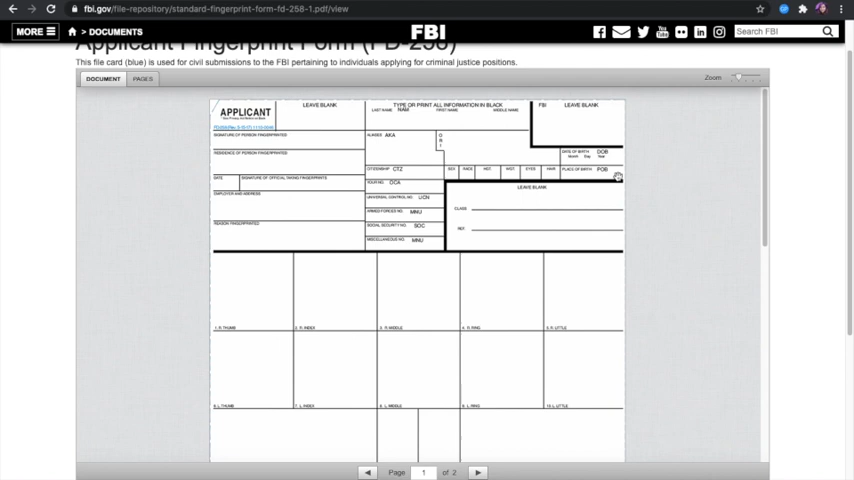 fbi.gov/file-repository/standard-fingerprint-form-fd-258-1.pdf/view
MORE
> DOCUMENTS
FBI
Search FBI
Applicant Fingerprint Form (FD-258)
This file card (blue) is used for civil submissions to the FBI pertaining to individuals applying for criminal justice positions.
DOCUMENT
PAGES
Zoom
APPLICANT
LEAVE BLANK
TYPE OR PRINT ALL INFORMATION IN BLACK
LAST NAME NAM FIRST NAME MIDDLE NAME
FBI LEAVE BLANK
SIGNATURE OF PERSON FINGERPRINTED
ALIASES AKA
O
R
I
RESIDENCE OF PERSON FINGERPRINTED
DATE OF BIRTH DOB
Month Day Year
CITIZENSHIP CTZ
SEX RACE HGT. WGT. EYES HAIR
PLACE OF BIRTH POB
DATE
SIGNATURE OF OFFICIAL TAKING FINGERPRINTS
YOUR NO. OCA
LEAVE BLANK
EMPLOYER AND ADDRESS
UNIVERSAL CONTROL NO. UCN
CLASS
ARMED FORCES NO. MNU
REASON FINGERPRINTED
SOCIAL SECURITY NO. SOC
REF.
MISCELLANEOUS NO. MNU
1. R. THUMB
2. R. INDEX
3. R. MIDDLE
4. R. RING
5. R. LITTLE
6. L. THUMB
7. L. INDEX
8. L. MIDDLE
9. L. RING
10. L. LITTLE
Page 1 of 2